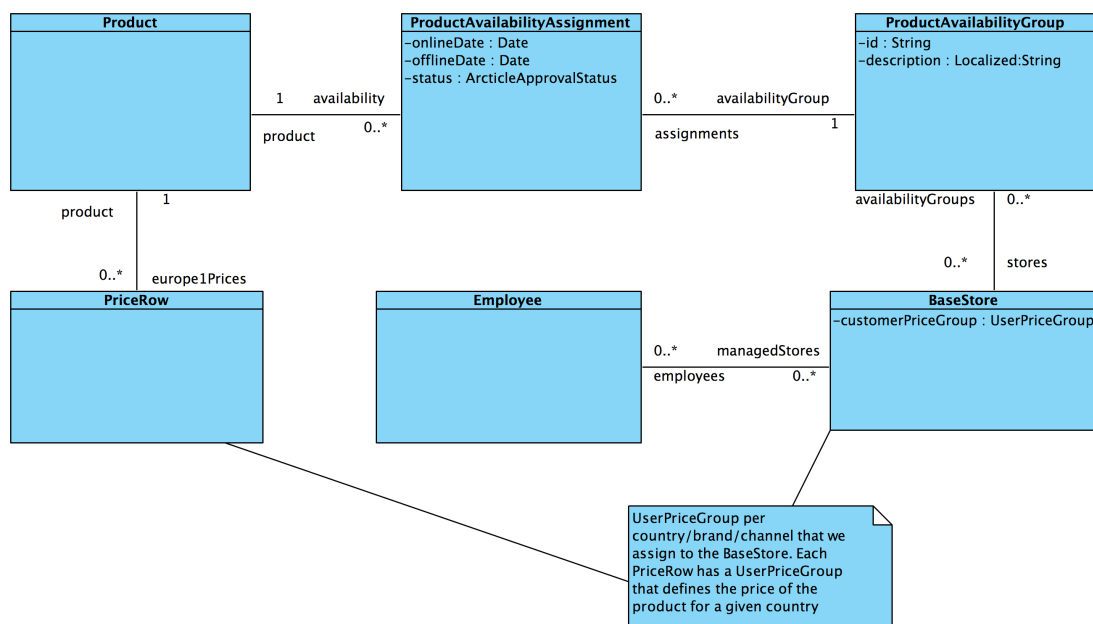 Product
ProductAvailabilityAssignment
-onlineDate : Date
-offlineDate : Date
-status : ArcticleApprovalStatus
ProductAvailabilityGroup
-id : String
-description : Localized:String
1
availability
product
0..*
0..*
availabilityGroup
assignments
1
product
1
0..*
europe1Prices
availabilityGroups
0..*
0..*
stores
PriceRow
Employee
BaseStore
-customerPriceGroup : UserPriceGroup
0..*
managedStores
employees
0..*
UserPriceGroup per
country/brand/channel that we
assign to the BaseStore. Each
PriceRow has a UserPriceGroup
that defines the price of the
product for a given country